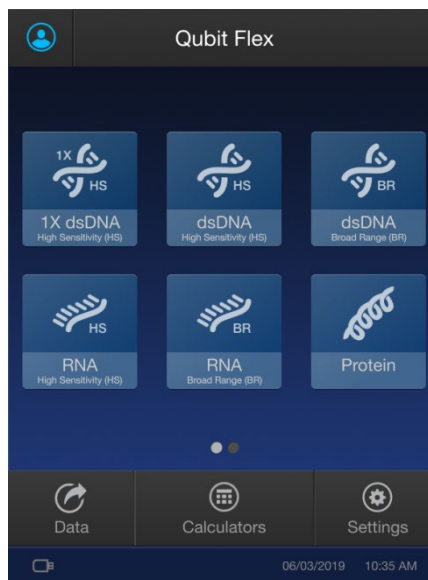 Qubit Flex
1X
HS
HS
BR
1X dsDNA
High Sensitivity (HS)
dsDNA
High Sensitivity (HS)
dsDNA
Broad Range (BR)
HS
BR
RNA
High Sensitivity (HS)
RNA
Broad Range (BR)
Protein
Data
Calculators
Settings
06/03/2019 10:35 AM